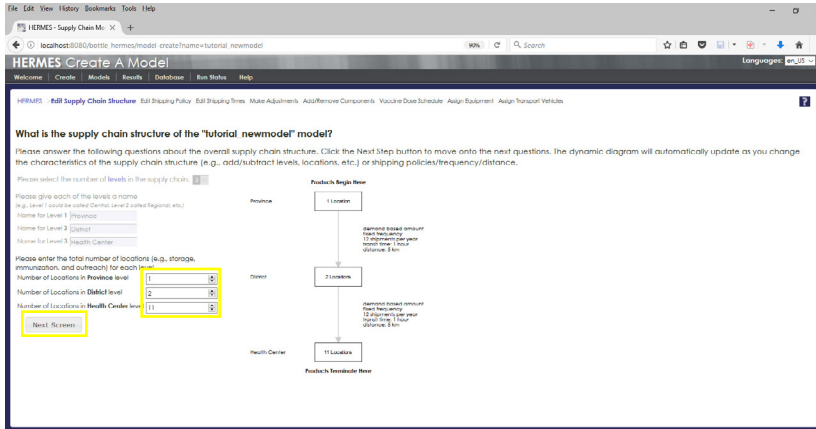 File Edit View History Bookmarks Tools Help
HERMES - Supply Chain Mo
localhost:8080/bottle_hermes/model-create?name=tutorial_newmodel
90%
Search
HERMES Create A Model
Languages: en_US
Welcome Create Models Results Database Run Status Help
HERMES Edit Supply Chain Structure Edit Shipping Policy Edit Shipping Times Make Adjustments Add/Remove Components Vaccine Dose Schedule Assign Equipment Assign Transport Vehicles
?
What is the supply chain structure of the "tutorial_newmodel" model?
Please answer the following questions about the overall supply chain structure. Click the Next Step button to move onto the next questions. The dynamic diagram will automatically update as you change
the characteristics of the supply chain structure (e.g., add/subtract levels, locations, etc.) or shipping policies/frequency/distance.
Please select the number of levels in the supply chain. 3
Please give each of the levels a name
(e.g., Level 1 could be called Central, Level 2 called Regional, etc.)
Name for Level 1 Province
Name for Level 2 District
Name for Level 3 Health Center
Please enter the total number of locations (e.g., storage,
immunization, and outreach) for each level
Number of Locations in Province level 1
Number of Locations in District level 2
Number of Locations in Health Center level 11
Next Screen
Products Begin Here
Province
1 Location
demand based amount
fixed frequency
12 shipments per year
transit time: 1 hour
distance: 5 km
District
2 Locations
demand based amount
fixed frequency
12 shipments per year
transit time: 1 hour
distance: 5 km
Health Center
11 Locations
Products Terminate Here